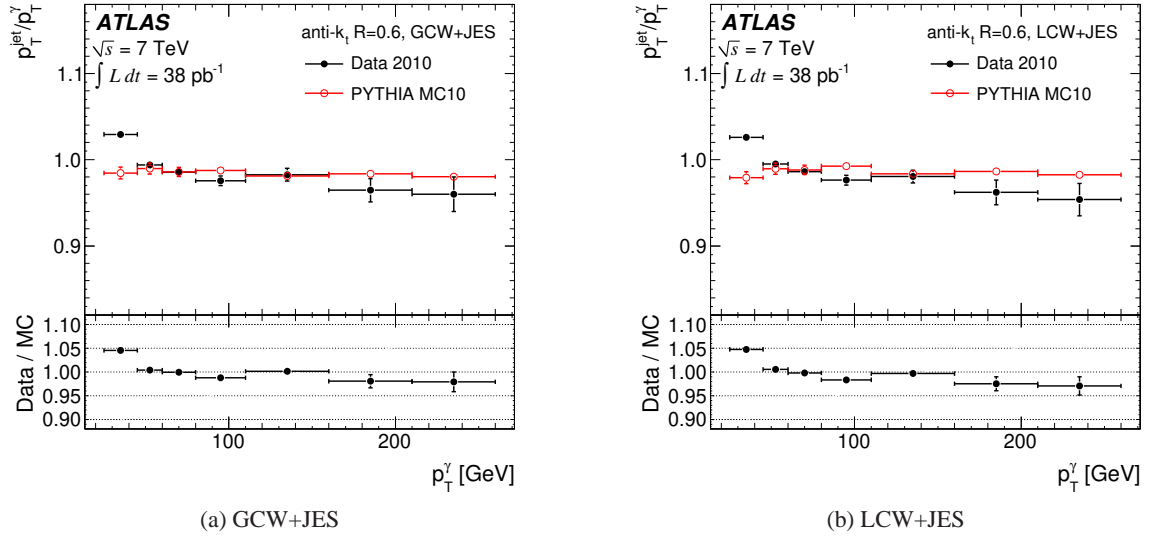 p_T^jet/p_T^γ
ATLAS
√s = 7 TeV
∫ L dt = 38 pb⁻¹
anti-k_t R=0.6, GCW+JES
Data 2010
PYTHIA MC10
1.1
1.0
0.9
Data / MC
1.10
1.05
1.00
0.95
0.90
100 200
p_T^γ [GeV]
(a) GCW+JES
p_T^jet/p_T^γ
ATLAS
√s = 7 TeV
∫ L dt = 38 pb⁻¹
anti-k_t R=0.6, LCW+JES
Data 2010
PYTHIA MC10
1.1
1.0
0.9
Data / MC
1.10
1.05
1.00
0.95
0.90
100 200
p_T^γ [GeV]
(b) LCW+JES